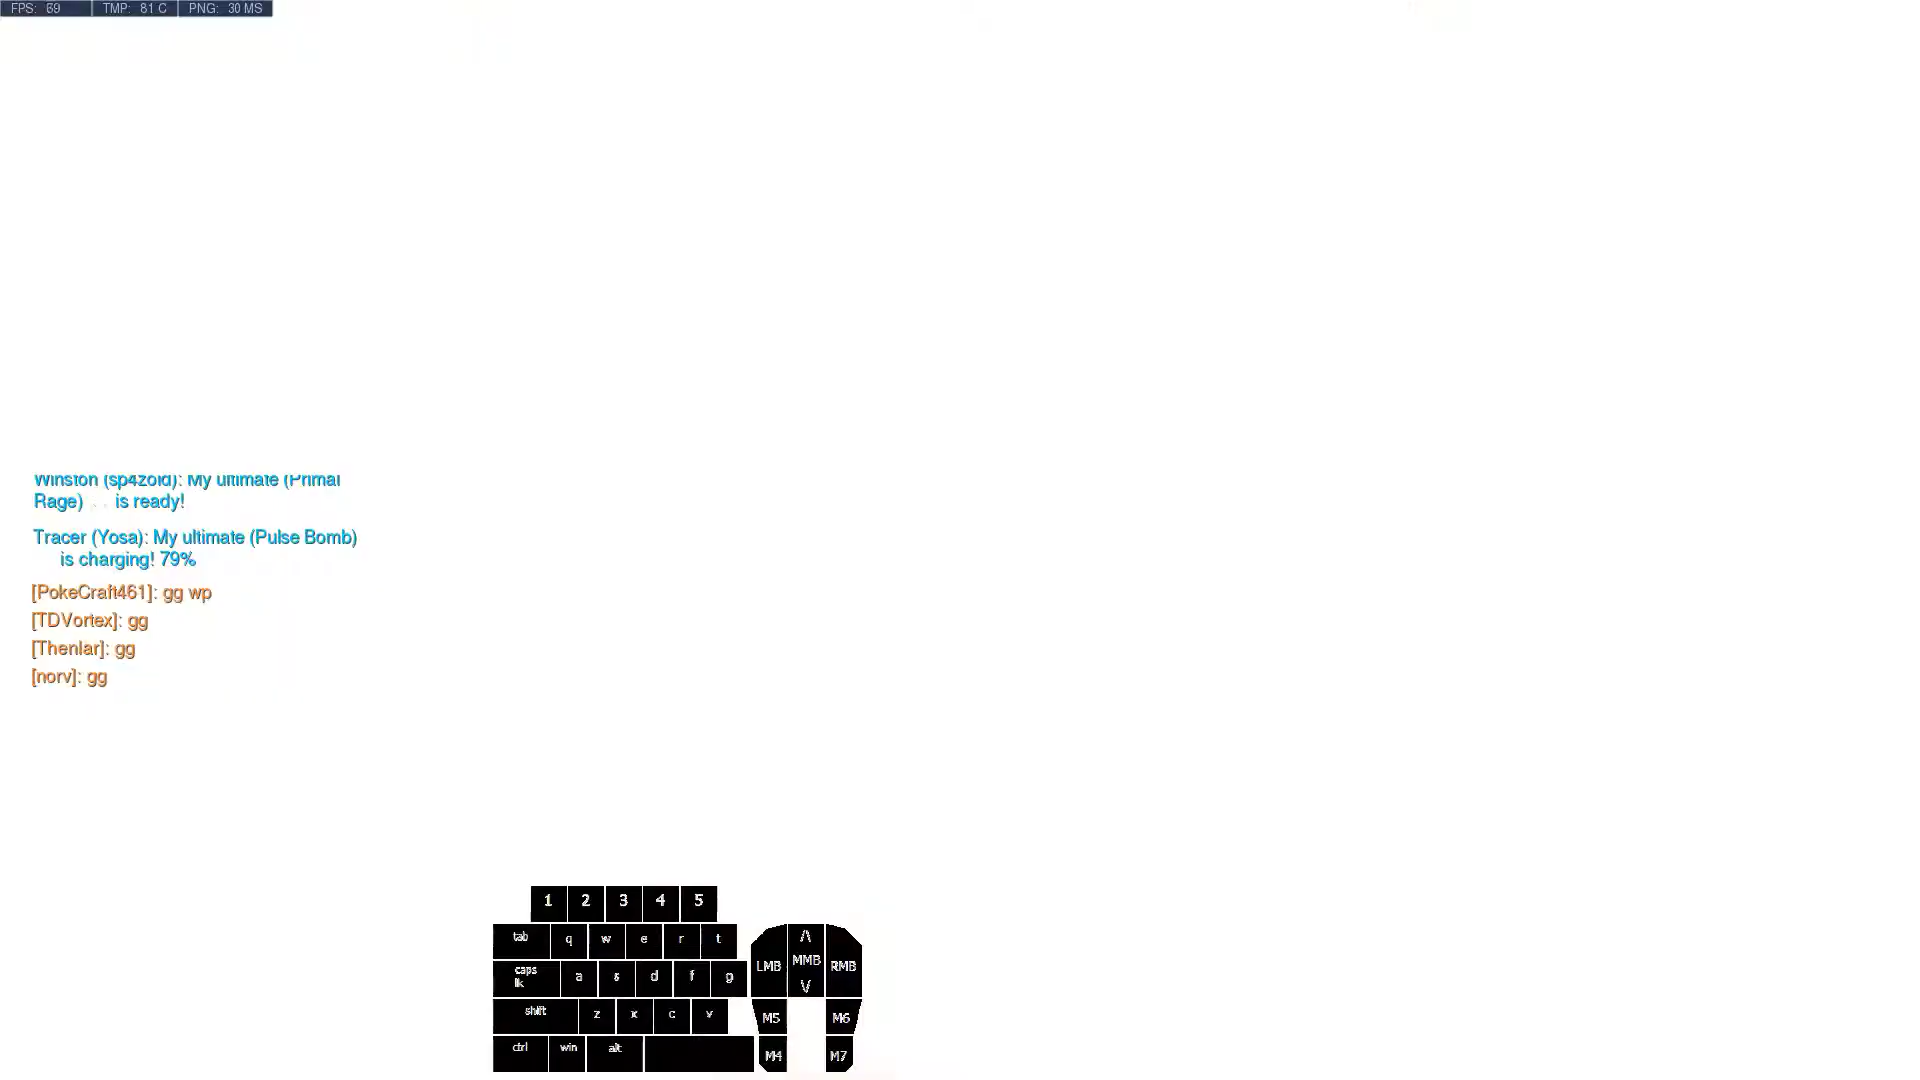 FPS: 69 TMP: 81 C PNG: 30 MS
Winston (sp4zoid): My ultimate (Primal
Rage) is ready!
Tracer (Yosa): My ultimate (Pulse Bomb)
is charging! 79%
[PokeCraft461]: gg wp
[TDVortex]: gg
[Thenlar]: gg
[norv]: gg
1 2 3 4 5
tab q w e r t
caps
lk
a s d f g
shift z x c v
ctrl win alt
/\
LMB MMB RMB
\/
M5 M6
M4 M7